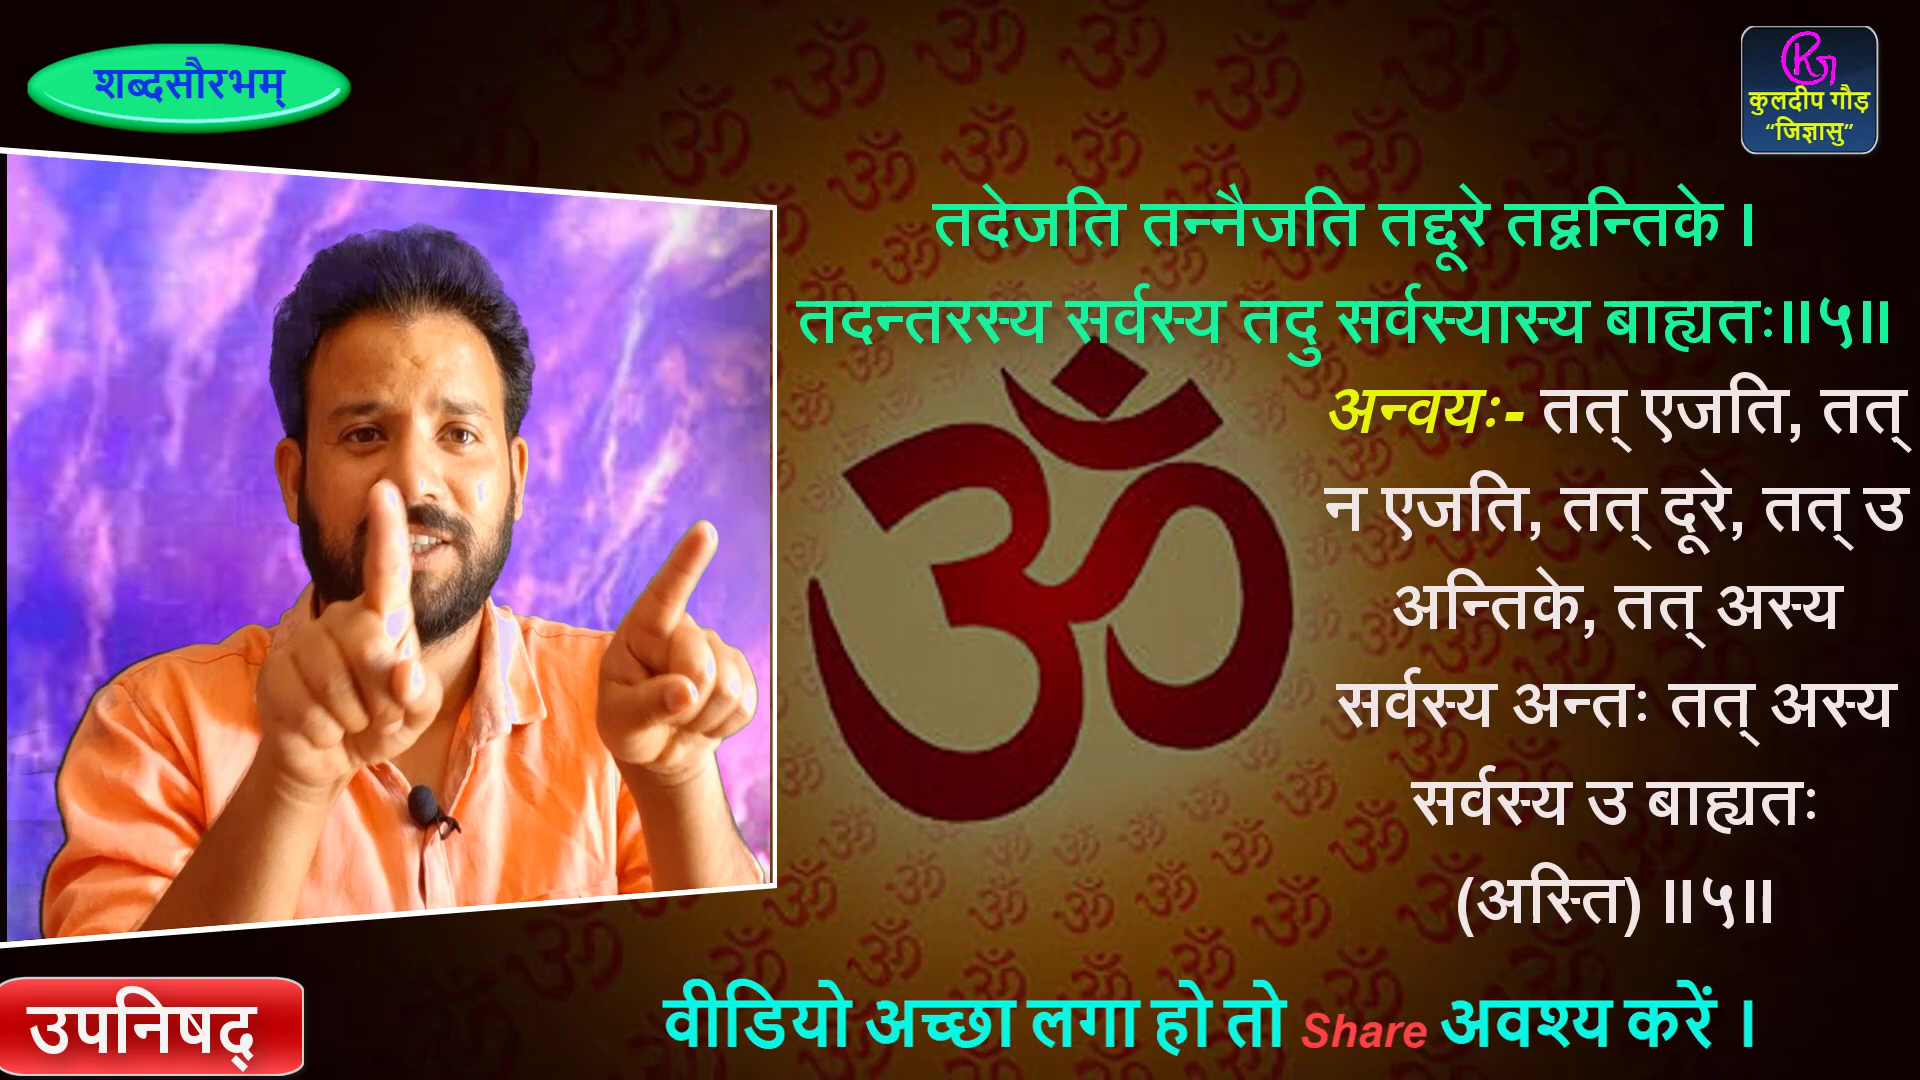 शब्दसौरभम्
कुलदीप गौड़
“जिज्ञासु”
तदेजति तन्नैजति तद्दूरे तद्वन्तिके ।
तदन्तरस्य सर्वस्य तदु सर्वस्यास्य बाह्यतः॥५॥
अन्वयः- तत् एजति, तत्
न एजति, तत् दूरे, तत् उ
अन्तिके, तत् अस्य
सर्वस्य अन्तः तत् अस्य
सर्वस्य उ बाह्यतः
(अस्ति) ॥५॥
उपनिषद्
वीडियो अच्छा लगा हो तो Share अवश्य करें ।